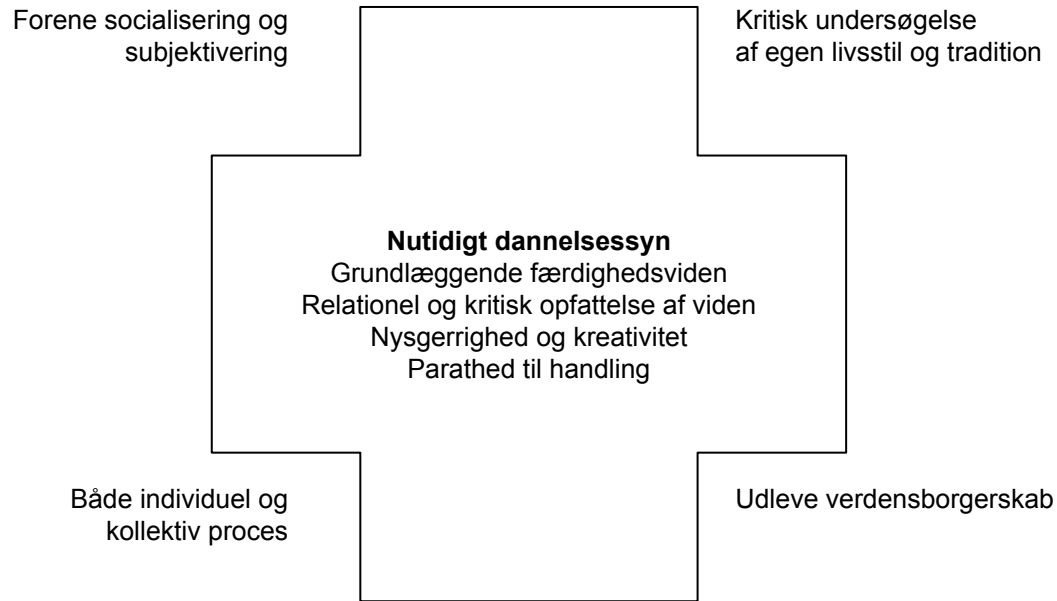 Forene socialisering og
subjektivering
Kritisk undersøgelse
af egen livsstil og tradition
Nutidigt dannelsessyn
Grundlæggende færdighedsviden
Relationel og kritisk opfattelse af viden
Nysgerrighed og kreativitet
Parathed til handling
Både individuel og
kollektiv proces
Udleve verdensborgerskab